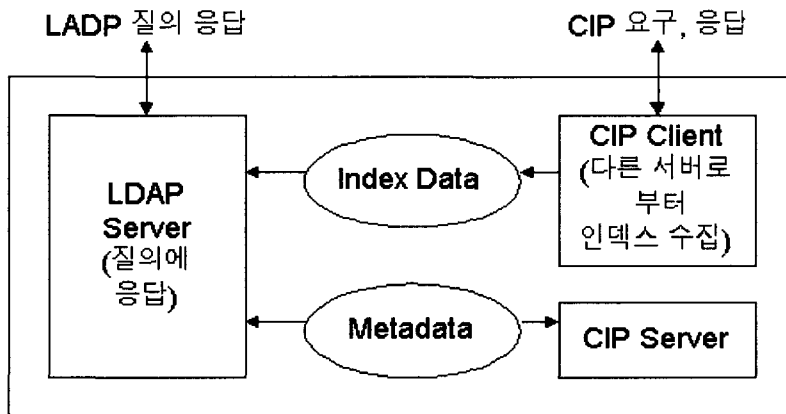 LADP 질의 응답
CIP 요구, 응답
LDAP
Server
(질의에
응답)
Index Data
CIP Client
(다른 서버로
부터
인덱스 수집)
Metadata
CIP Server